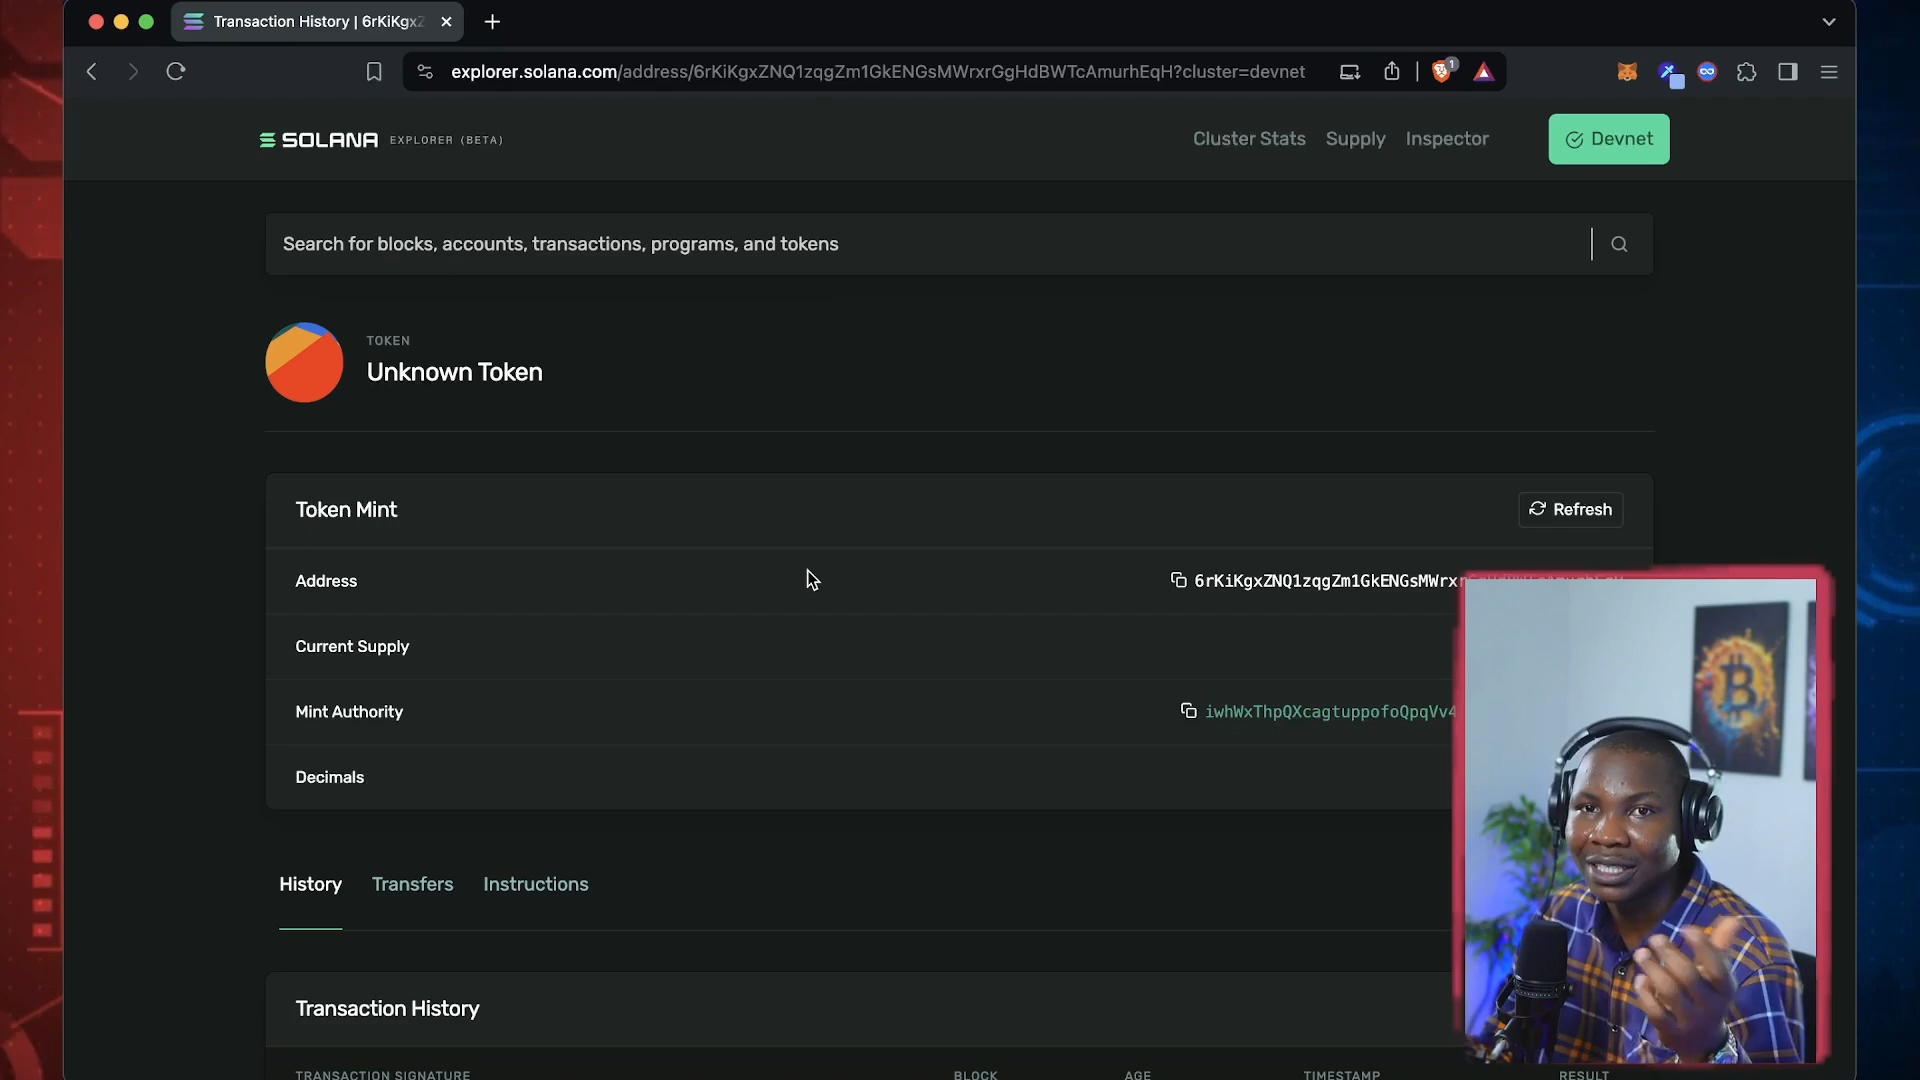 Transaction History | 6rKiKgxZ
explorer.solana.com/address/6rKiKgxZNQ1zqgZm1GkENGsMWrxrGgHdBWTcAmurhEqH?cluster=devnet
1
SOLANA EXPLORER (BETA)
Cluster Stats Supply Inspector Devnet
Search for blocks, accounts, transactions, programs, and tokens
TOKEN
Unknown Token
Token Mint
Refresh
Address 6rKiKgxZNQ1zqgZm1GkENGsMWrx
Current Supply
Mint Authority iwhWxThpQXcagtuppofoQpqVv4
Decimals
History Transfers Instructions
Transaction History
TRANSACTION SIGNATURE BLOCK AGE TIMESTAMP RESULT